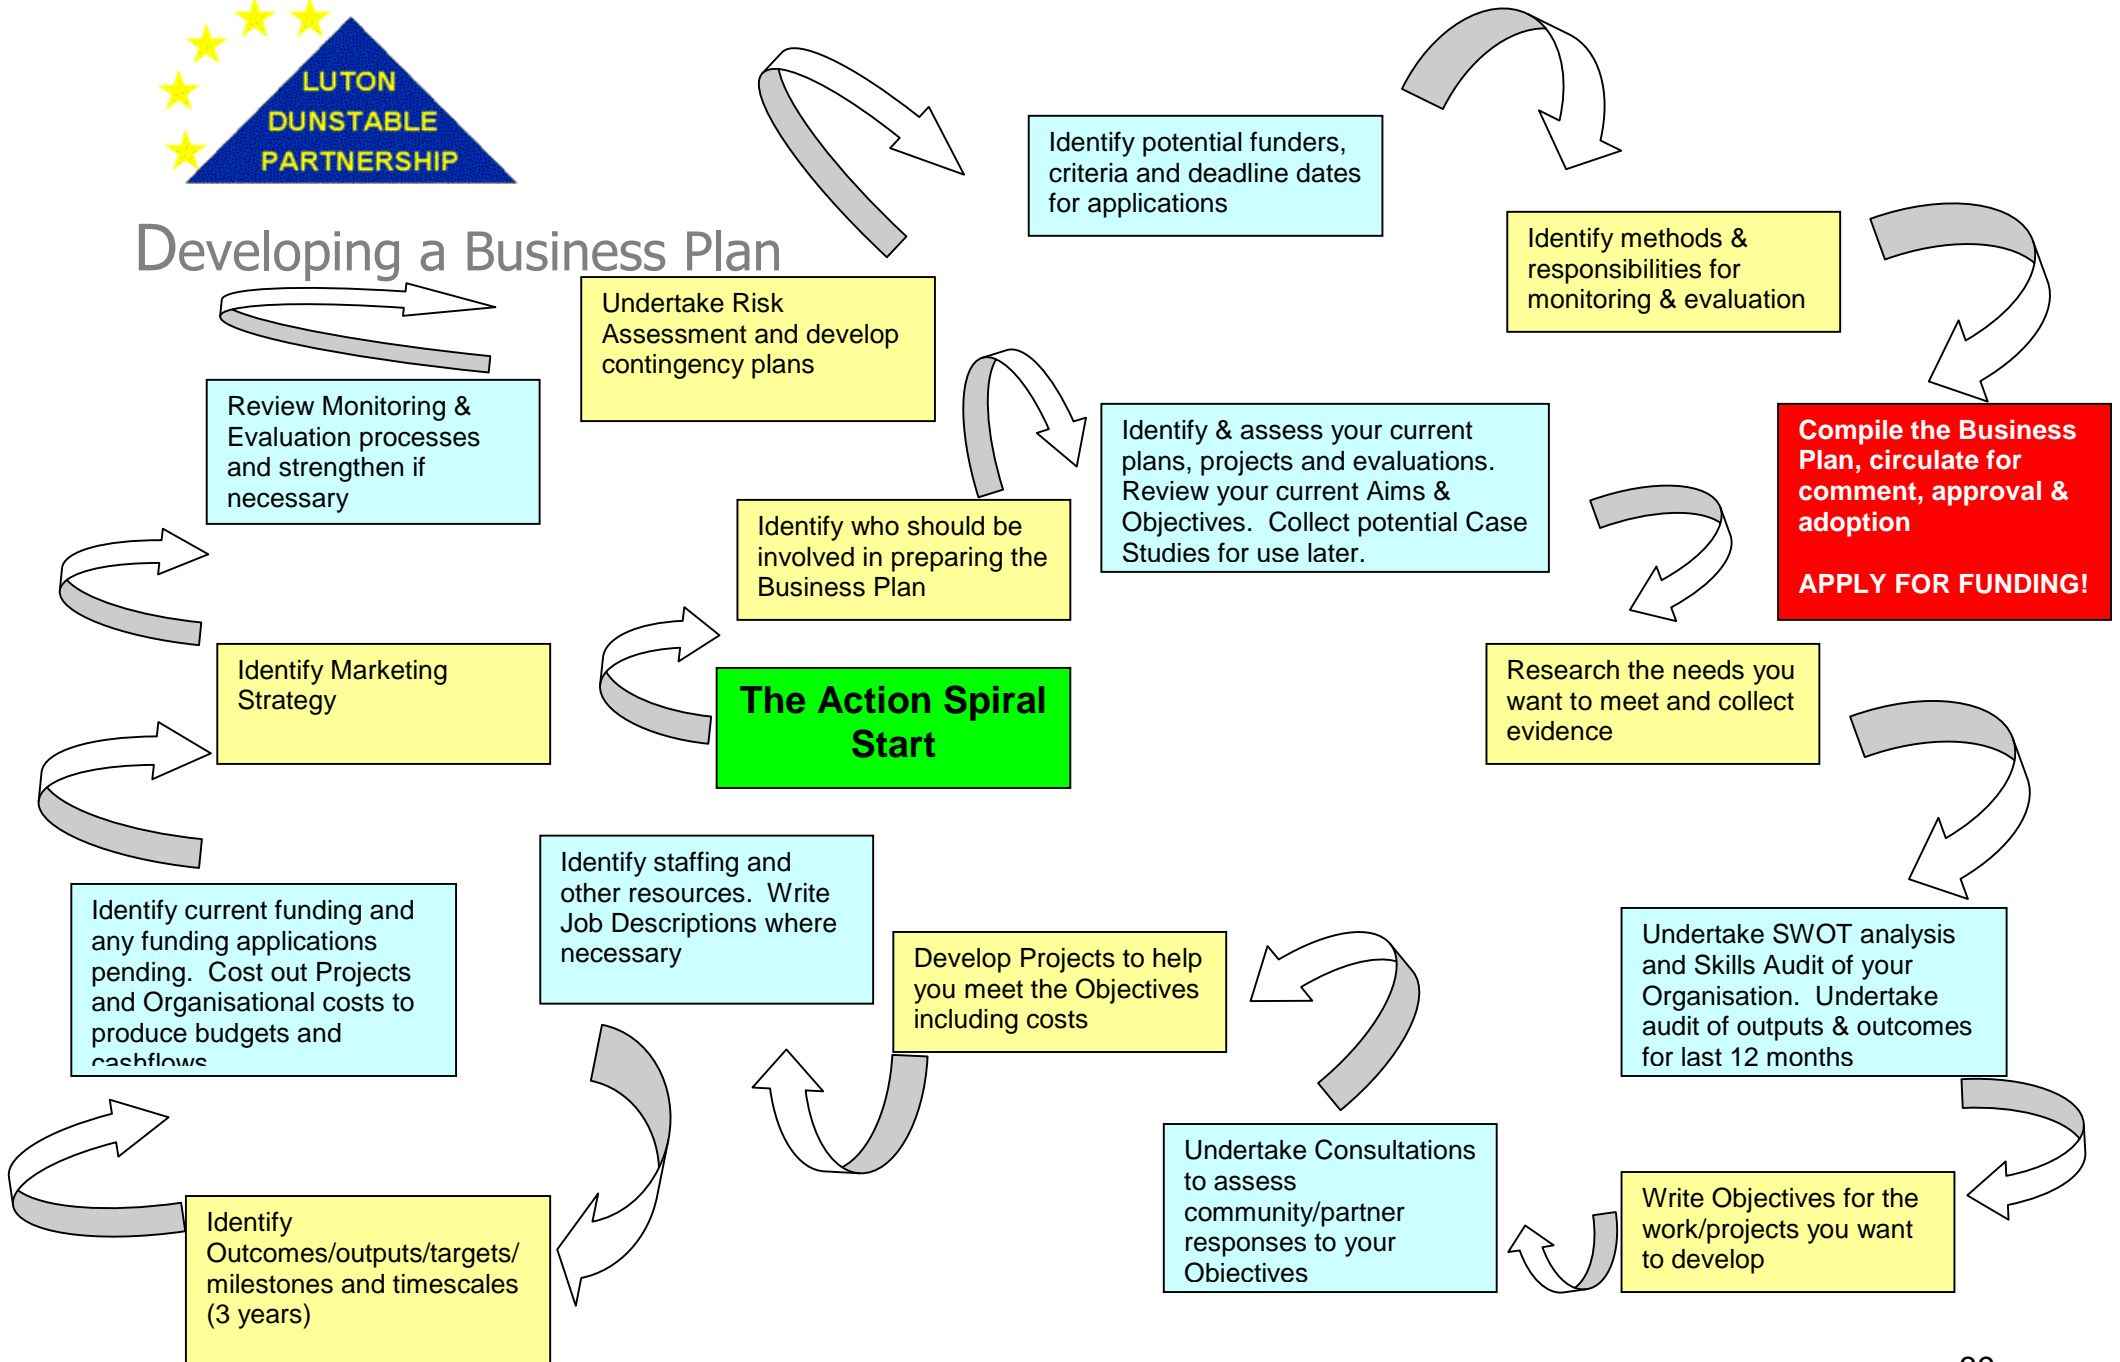 LUTON
DUNSTABLE
PARTNERSHIP
Developing a Business Plan
The Action Spiral
Start
Identify who should be
involved in preparing the
Business Plan
Identify & assess your current
plans, projects and evaluations.
Review your current Aims &
Objectives.  Collect potential Case
Studies for use later.
Research the needs you
want to meet and collect
evidence
Undertake SWOT analysis
and Skills Audit of your
Organisation.  Undertake
audit of outputs & outcomes
for last 12 months
Write Objectives for the
work/projects you want
to develop
Undertake Consultations
to assess
community/partner
responses to your
Objectives
Develop Projects to help
you meet the Objectives
including costs
Identify staffing and
other resources.  Write
Job Descriptions where
necessary
Identify
Outcomes/outputs/targets/
milestones and timescales
(3 years)
Identify current funding and
any funding applications
pending.  Cost out Projects
and Organisational costs to
produce budgets and
cashflows
Identify Marketing
Strategy
Review Monitoring &
Evaluation processes
and strengthen if
necessary
Undertake Risk
Assessment and develop
contingency plans
Identify potential funders,
criteria and deadline dates
for applications
Identify methods &
responsibilities for
monitoring & evaluation
Compile the Business
Plan, circulate for
comment, approval &
adoption
APPLY FOR FUNDING!